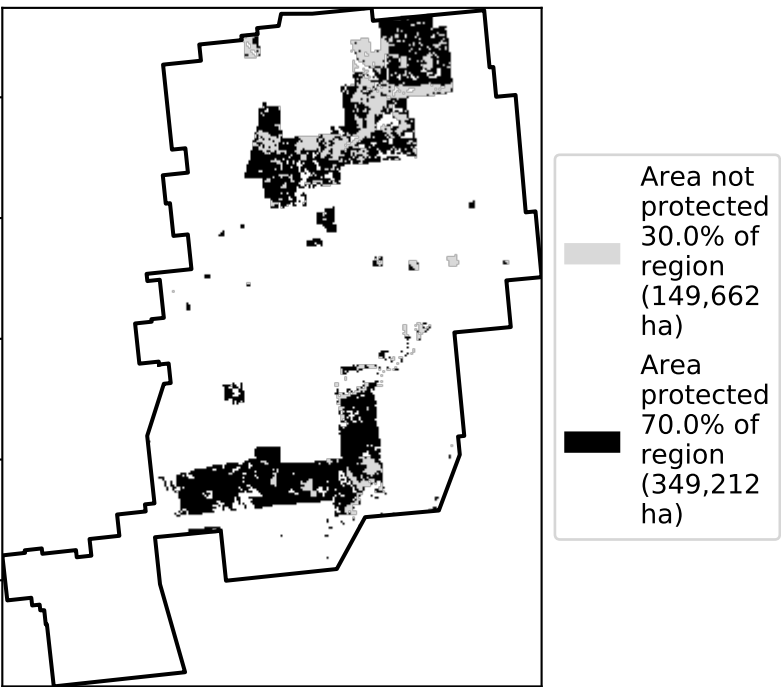 Area not
protected
30.0% of
region
(149,662
ha)
Area
protected
70.0% of
region
(349,212
ha)